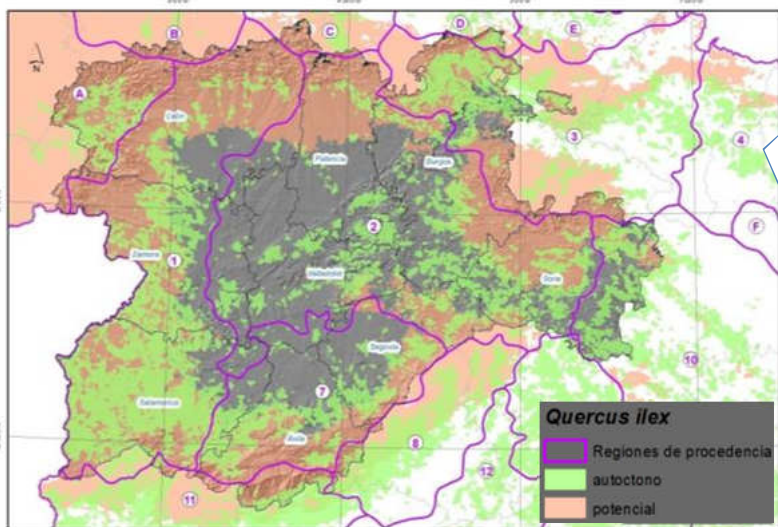 B
C
D
E
A
N
León
3
4
Palencia
Burgos
2
F
Zamora
1
Valladolid
Soria
Segovia
10
7
Salamanca
Ávila
8
12
11
Quercus ilex
Regiones de procedencia
autoctono
potencial